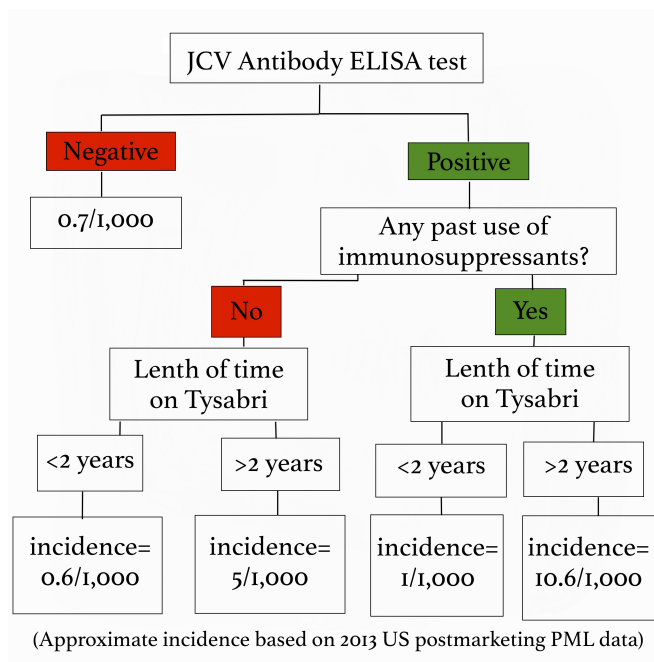 JCV Antibody ELISA test
Negative
Positive
0.7/1,000
Any past use of
immunosuppressants?
No
Yes
Lenth of time
on Tysabri
Lenth of time
on Tysabri
<2 years
>2 years
<2 years
>2 years
incidence=
0.6/1,000
incidence=
5/1,000
incidence=
1/1,000
incidence=
10.6/1,000
(Approximate incidence based on 2013 US postmarketing PML data)